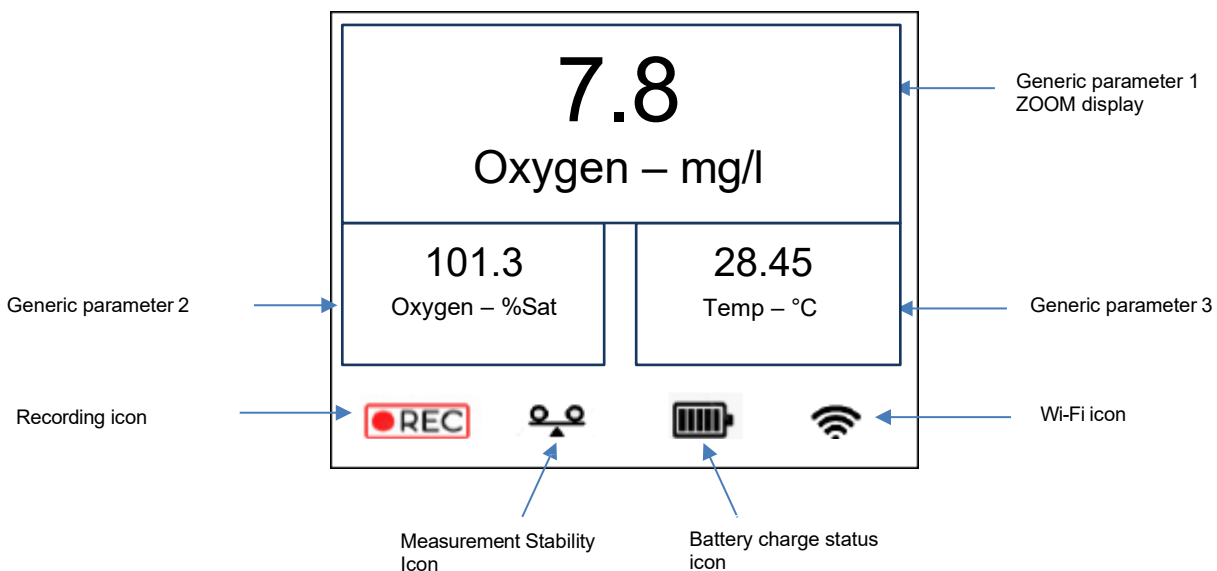 7.8
Oxygen – mg/l
Generic parameter 1
ZOOM display
101.3
Oxygen – %Sat
28.45
Temp – °C
Generic parameter 2
Generic parameter 3
Recording icon
REC
Wi-Fi icon
Measurement Stability
Icon
Battery charge status
icon